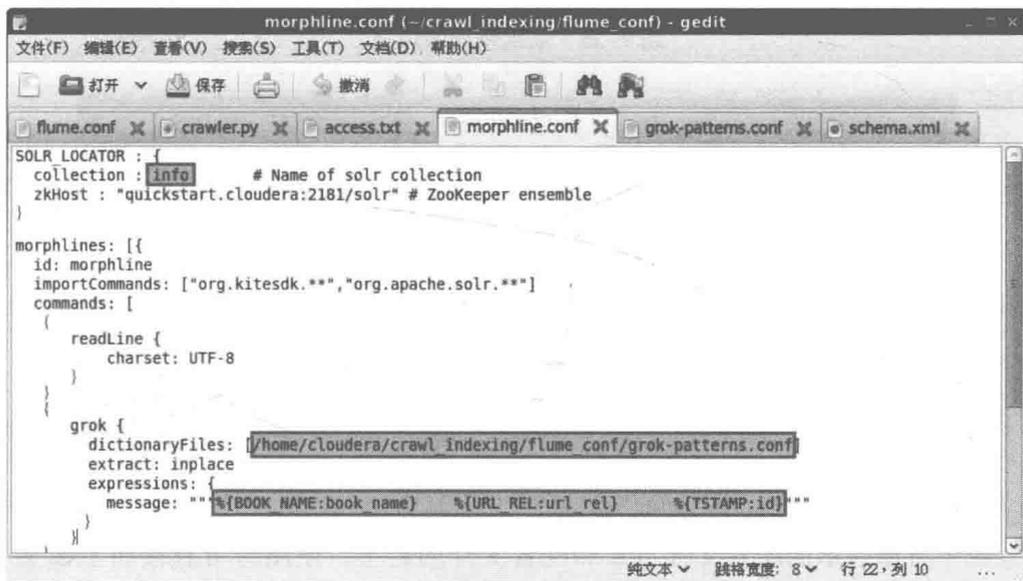 morphline.conf (~/crawl_indexing/flume_conf) - gedit
文件(F) 编辑(E) 查看(V) 搜索(S) 工具(T) 文档(D) 帮助(H)
打开 保存 撤消
flume.conf crawler.py access.txt morphline.conf grok-patterns.conf schema.xml
SOLR_LOCATOR : {
collection : info # Name of solr collection
zkHost : "quickstart.cloudera:2181/solr" # ZooKeeper ensemble
}
morphlines: [{
id: morphline
importCommands: ["org.kitesdk.**","org.apache.solr.**"]
commands: [
{
readLine {
charset: UTF-8
}
}
{
grok {
dictionaryFiles: [/home/cloudera/crawl_indexing/flume_conf/grok-patterns.conf]
extract: inplace
expressions: {
message: """%{BOOK_NAME:book_name} %{URL_REL:url_rel} %{TSTAMP:id}"""
}
}
纯文本 跳格宽度: 8 行 22，列 10 ...